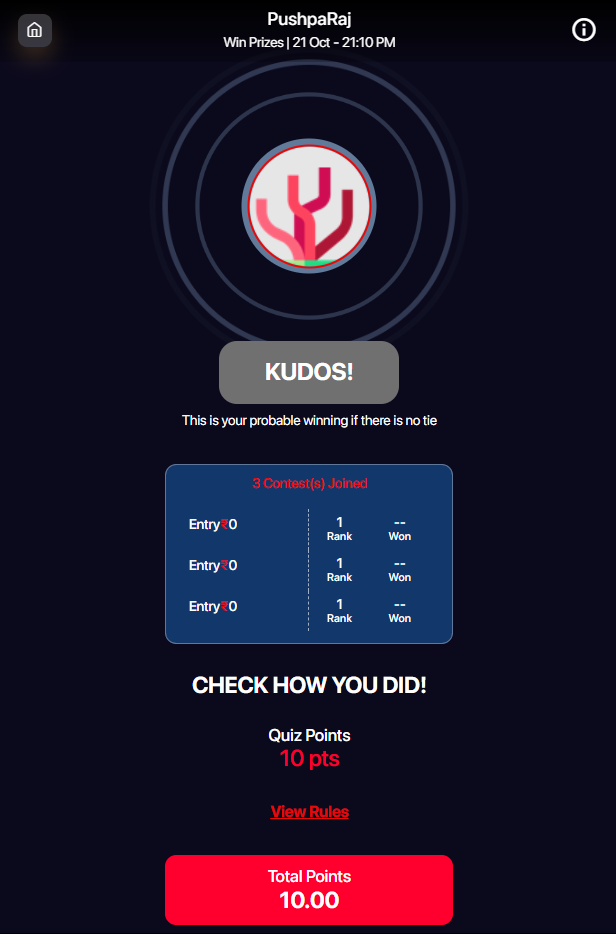 PushpaRaj
Win Prizes | 21 Oct - 21:10 PM
KUDOS!
This is your probable winning if there is no tie
3 Contest(s) Joined
Entry₹0 1 Rank -- Won
Entry₹0 1 Rank -- Won
Entry₹0 1 Rank -- Won
CHECK HOW YOU DID!
Quiz Points
10 pts
View Rules
Total Points
10.00